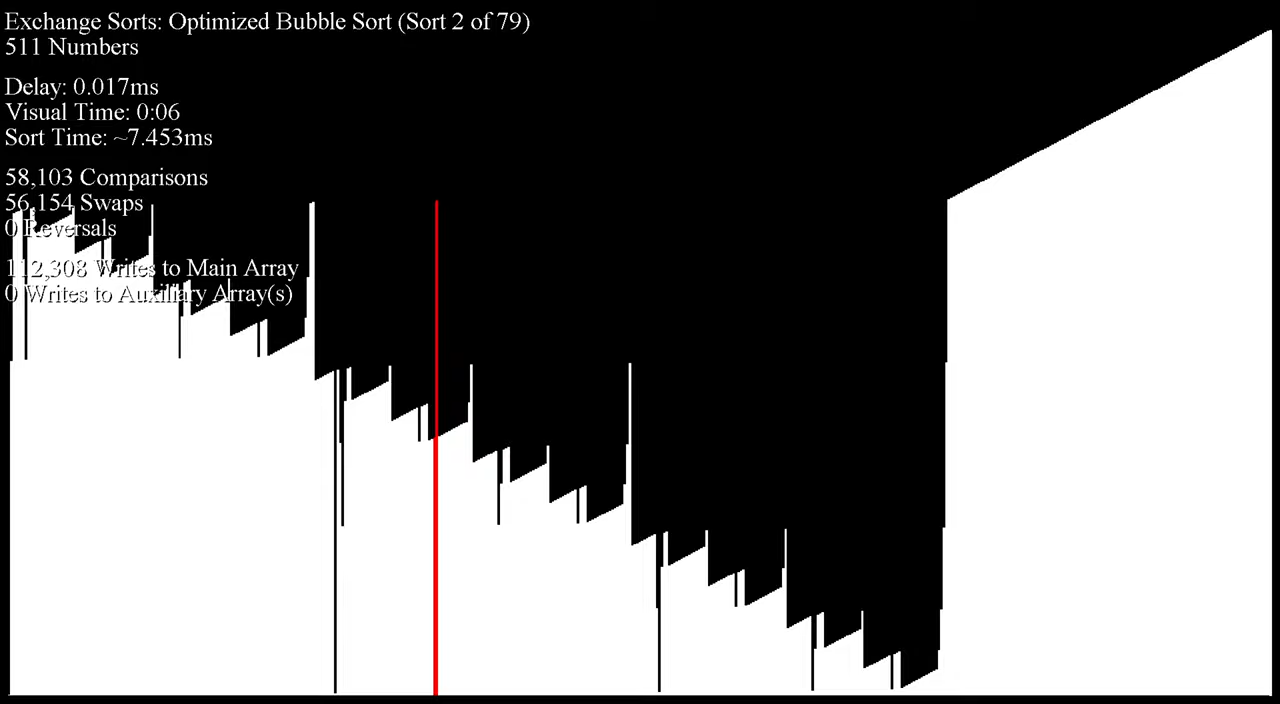 Exchange Sorts: Optimized Bubble Sort (Sort 2 of 79)
511 Numbers
Delay: 0.017ms
Visual Time: 0:06
Sort Time: ~7.453ms
58,103 Comparisons
56,154 Swaps
0 Reversals
112,308 Writes to Main Array
0 Writes to Auxiliary Array(s)